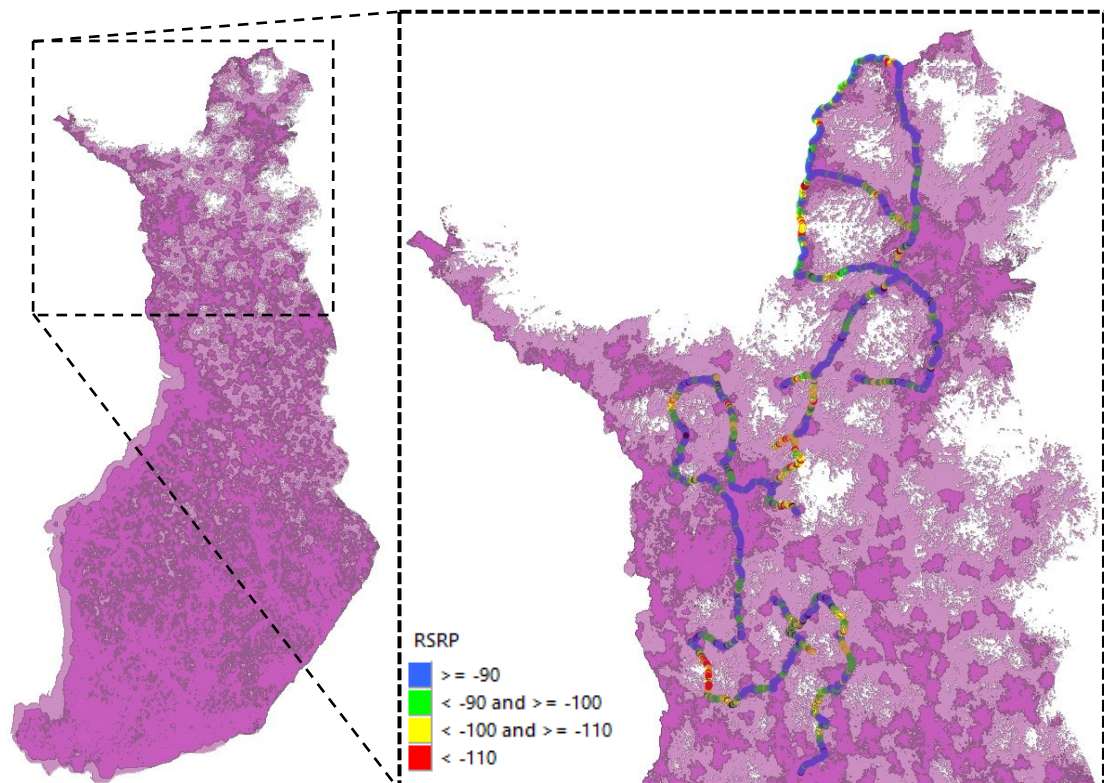 RSRP
>= -90
< -90 and >= -100
< -100 and >= -110
< -110